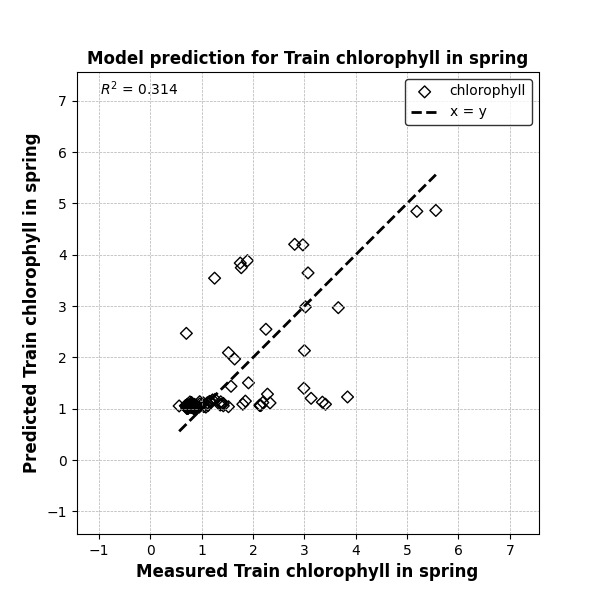 Model prediction for Train chlorophyll in spring
R² = 0.314
chlorophyll
x = y
7
6
5
4
3
2
1
0
−1
Predicted Train chlorophyll in spring
−1 0 1 2 3 4 5 6 7
Measured Train chlorophyll in spring